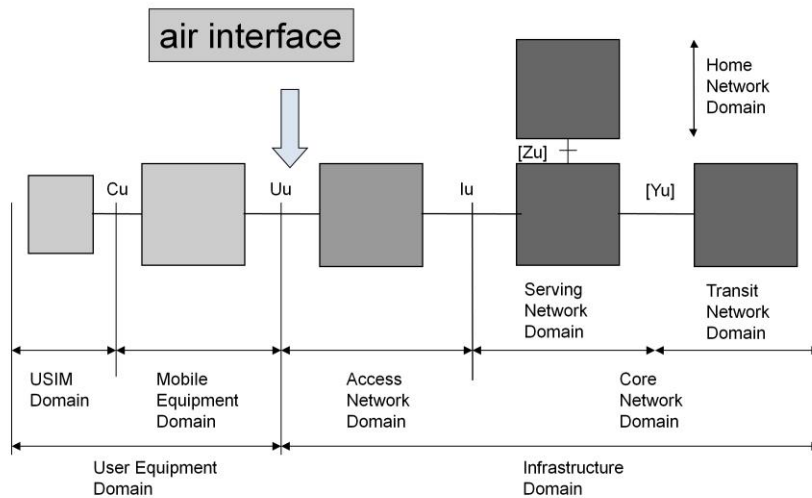 air interface
Home
Network
Domain
[Zu]
Cu
Uu
Iu
[Yu]
Serving
Network
Domain
Transit
Network
Domain
USIM
Domain
Mobile
Equipment
Domain
Access
Network
Domain
Core
Network
Domain
User Equipment
Domain
Infrastructure
Domain